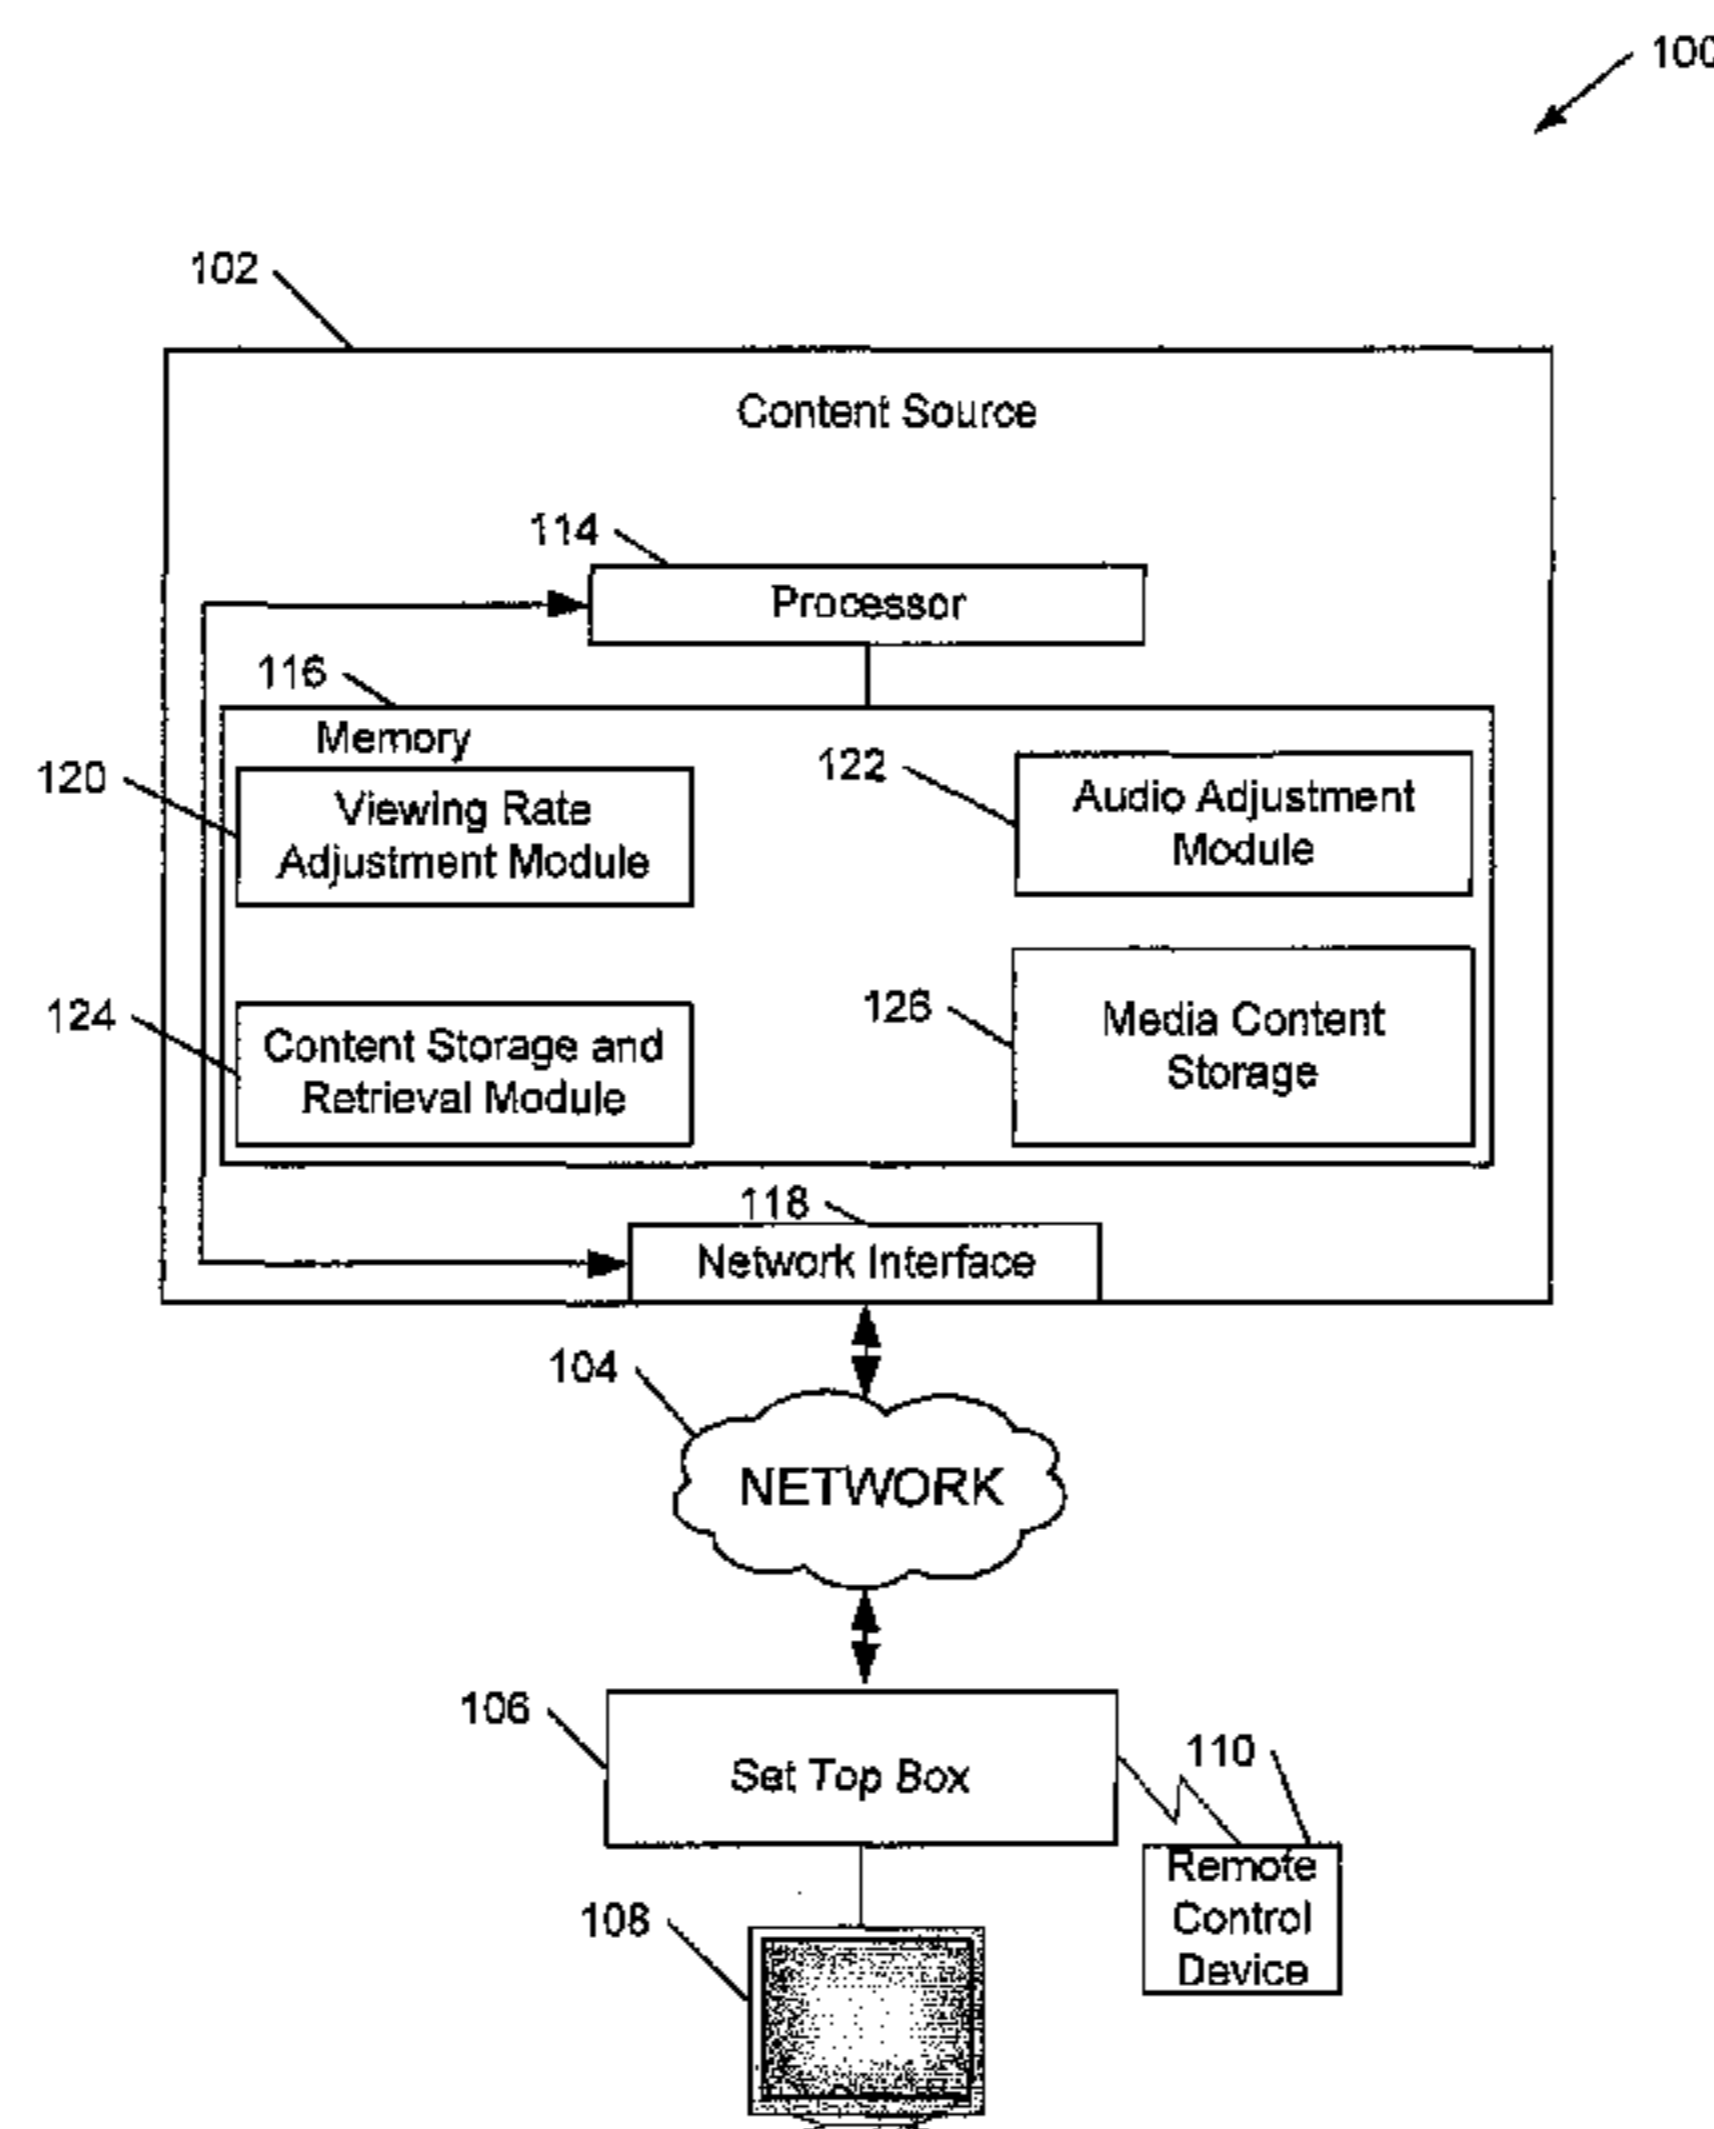 100
102
Content Source
114
Processor
116
Memory
120
Viewing Rate
Adjustment Module
122
Audio Adjustment
Module
124
Content Storage and
Retrieval Module
126
Media Content
Storage
118
Network Interface
104
NETWORK
106
Set Top Box
110
Remote
Control
Device
108